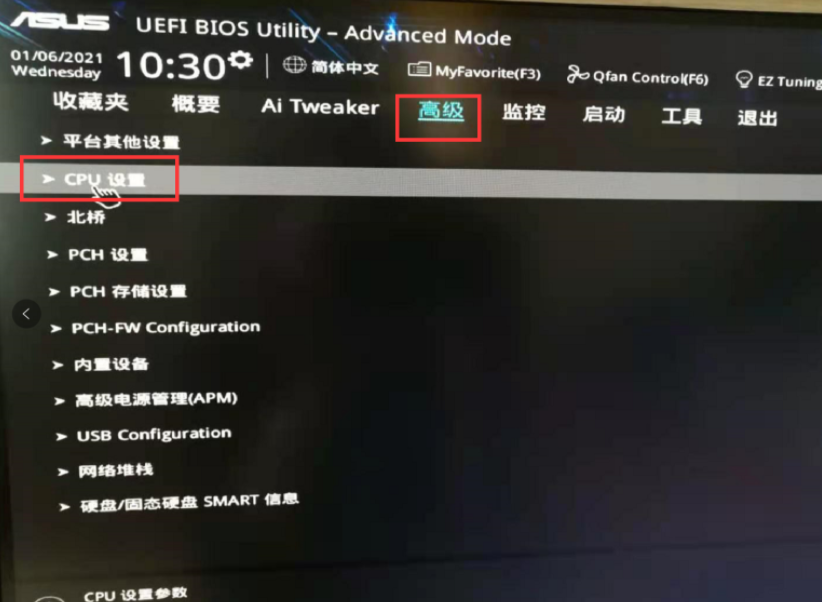 ASUS UEFI BIOS Utility – Advanced Mode
01/06/2021 Wednesday 10:30 简体中文 MyFavorite(F3) Qfan Control(F6) EZ Tuning
收藏夹 概要 Ai Tweaker 高级 监控 启动 工具 退出
> 平台其他设置
> CPU 设置
> 北桥
> PCH 设置
> PCH 存储设置
> PCH-FW Configuration
> 内置设备
> 高级电源管理(APM)
> USB Configuration
> 网络堆栈
> 硬盘/固态硬盘 SMART 信息
CPU 设置参数